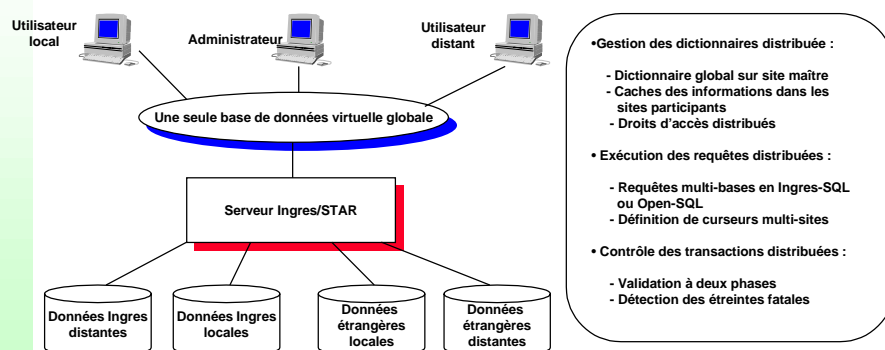 Utilisateur
local
Administrateur
Utilisateur
distant
Une seule base de données virtuelle globale
Serveur Ingres/STAR
Données Ingres
distantes
Données Ingres
locales
Données
étrangères
locales
Données
étrangères
distantes
•Gestion des dictionnaires distribuée :
- Dictionnaire global sur site maître
- Caches des informations dans les
sites participants
- Droits d'accès distribués
• Exécution des requêtes distribuées :
- Requêtes multi-bases en Ingres-SQL
ou Open-SQL
- Définition de curseurs multi-sites
• Contrôle des transactions distribuées :
- Validation à deux phases
- Détection des étreintes fatales